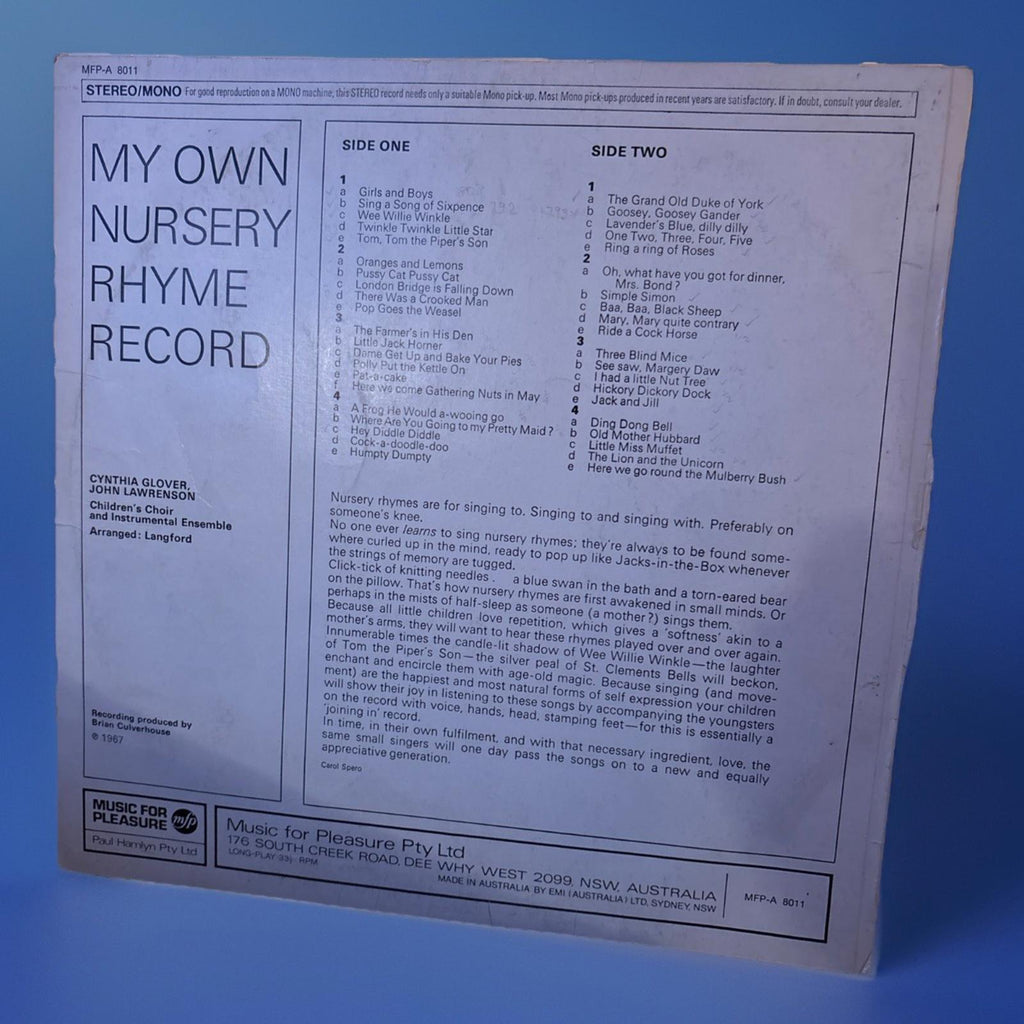 MFP-A 8011
STEREO/MONO For good reproduction on a MONO machine, this STEREO record needs only a suitable Mono pick-up. Most Mono pick-ups produced in recent years are satisfactory. If in doubt, consult your dealer.
MY OWN
NURSERY
RHYME
RECORD
CYNTHIA GLOVER,
JOHN LAWRENSON
Children's Choir
and Instrumental Ensemble
Arranged: Langford
Recording produced by
Brian Culverhouse
℗ 1967
SIDE ONE
1
a Girls and Boys
b Sing a Song of Sixpence
c Wee Willie Winkle
d Twinkle Twinkle Little Star
e Tom, Tom the Piper's Son
2
a Oranges and Lemons
b Pussy Cat Pussy Cat
c London Bridge is Falling Down
d There Was a Crooked Man
e Pop Goes the Weasel
3
a The Farmer's in His Den
b Little Jack Horner
c Dame Get Up and Bake Your Pies
d Polly Put the Kettle On
e Pat-a-cake
f Here we come Gathering Nuts in May
4
a A Frog He Would a-wooing go
b Where Are You Going to my Pretty Maid?
c Hey Diddle Diddle
d Cock-a-doodle-doo
e Humpty Dumpty
SIDE TWO
1
a The Grand Old Duke of York
b Goosey, Goosey Gander
c Lavender's Blue, dilly dilly
d One Two, Three, Four, Five
e Ring a ring of Roses
2
a Oh, what have you got for dinner,
Mrs. Bond?
b Simple Simon
c Baa, Baa, Black Sheep
d Mary, Mary quite contrary
e Ride a Cock Horse
3
a Three Blind Mice
b See saw, Margery Daw
c I had a little Nut Tree
d Hickory Dickory Dock
e Jack and Jill
4
a Ding Dong Bell
b Old Mother Hubbard
c Little Miss Muffet
d The Lion and the Unicorn
e Here we go round the Mulberry Bush
Nursery rhymes are for singing to. Singing to and singing with. Preferably on
someone's knee.
No one ever learns to sing nursery rhymes; they're always to be found some-
where curled up in the mind, ready to pop up like Jacks-in-the-Box whenever
the strings of memory are tugged.
Click-tick of knitting needles . a blue swan in the bath and a torn-eared bear
on the pillow. That's how nursery rhymes are first awakened in small minds. Or
perhaps in the mists of half-sleep as someone (a mother?) sings them.
Because all little children love repetition, which gives a 'softness' akin to a
mother's arms, they will want to hear these rhymes played over and over again.
Innumerable times the candle-lit shadow of Wee Willie Winkle—the laughter
of Tom the Piper's Son—the silver peal of St. Clements Bells will beckon,
enchant and encircle them with age-old magic. Because singing (and move-
ment) are the happiest and most natural forms of self expression your children
will show their joy in listening to these songs by accompanying the youngsters
on the record with voice, hands, head, stamping feet—for this is essentially a
'joining in' record.
In time, in their own fulfilment, and with that necessary ingredient, love, the
same small singers will one day pass the songs on to a new and equally
appreciative generation.
Carol Spero
MUSIC FOR
PLEASURE mfp
Paul Hamlyn Pty Ltd
Music for Pleasure Pty Ltd
176 SOUTH CREEK ROAD, DEE WHY WEST 2099, NSW, AUSTRALIA
LONG-PLAY 33⅓ RPM
MADE IN AUSTRALIA BY EMI (AUSTRALIA) LTD, SYDNEY, NSW
MFP-A 8011